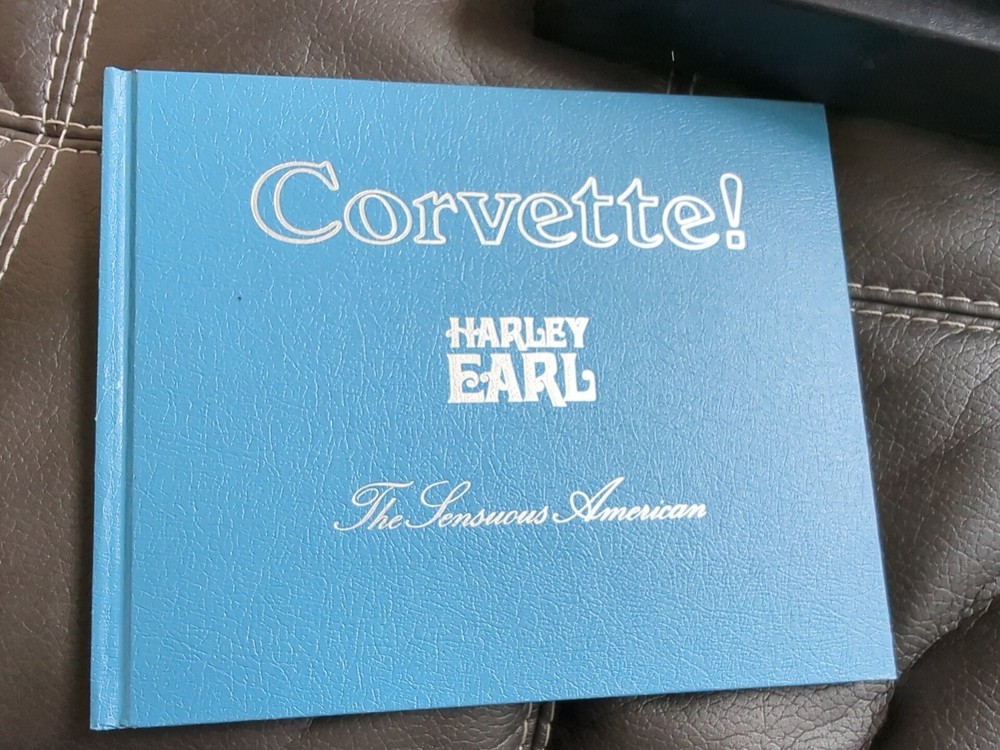 Corvette!
HARLEY
EARL
The Sensuous American